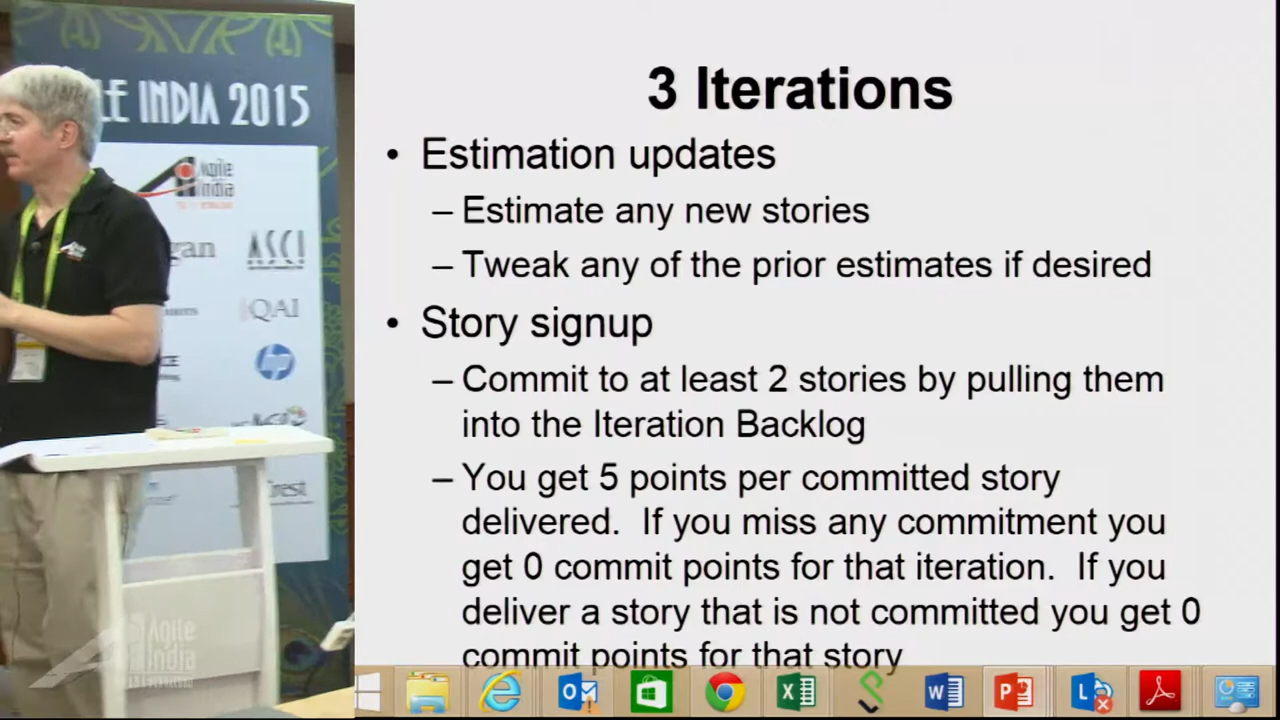 LE INDIA 2015
Agile
India
gan
ASCI
QAI
hp
rest
Agile
India
3 Iterations
• Estimation updates
– Estimate any new stories
– Tweak any of the prior estimates if desired
• Story signup
– Commit to at least 2 stories by pulling them
into the Iteration Backlog
– You get 5 points per committed story
delivered. If you miss any commitment you
get 0 commit points for that iteration. If you
deliver a story that is not committed you get 0
commit points for that story